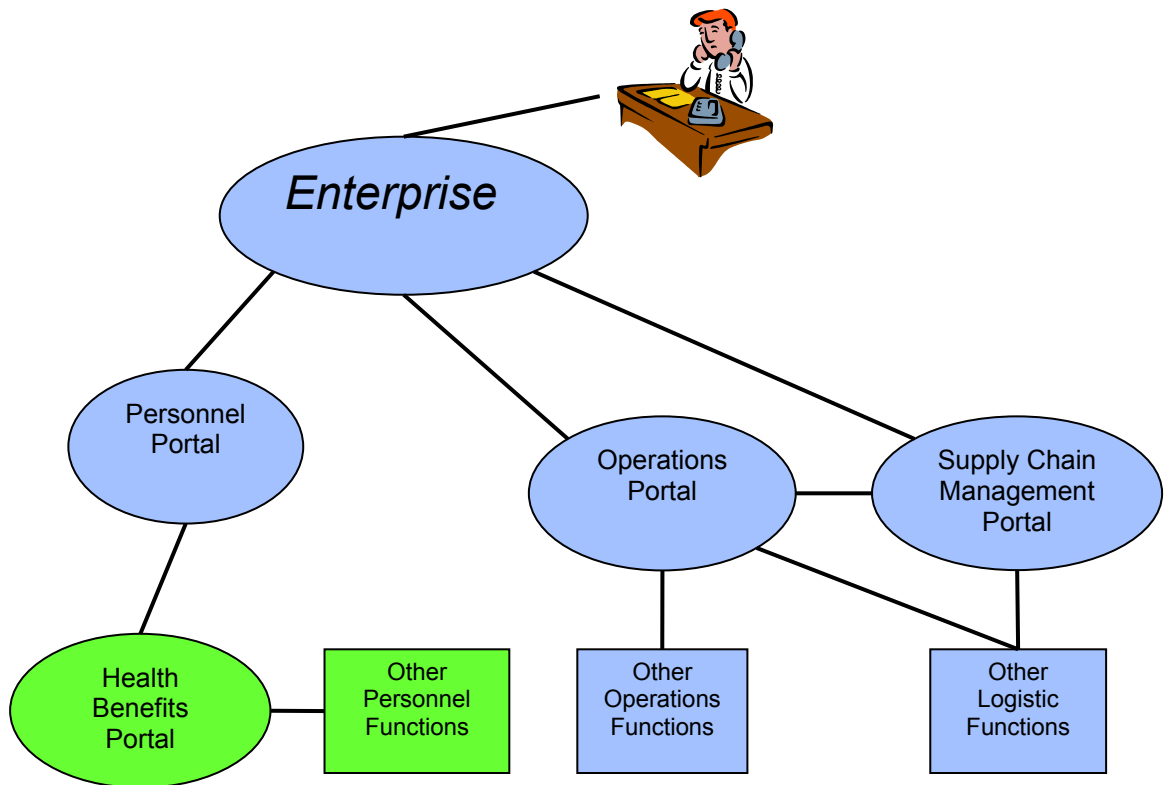 Enterprise
Personnel
Portal
Operations
Portal
Supply Chain
Management
Portal
Health
Benefits
Portal
Other
Personnel
Functions
Other
Operations
Functions
Other
Logistic
Functions